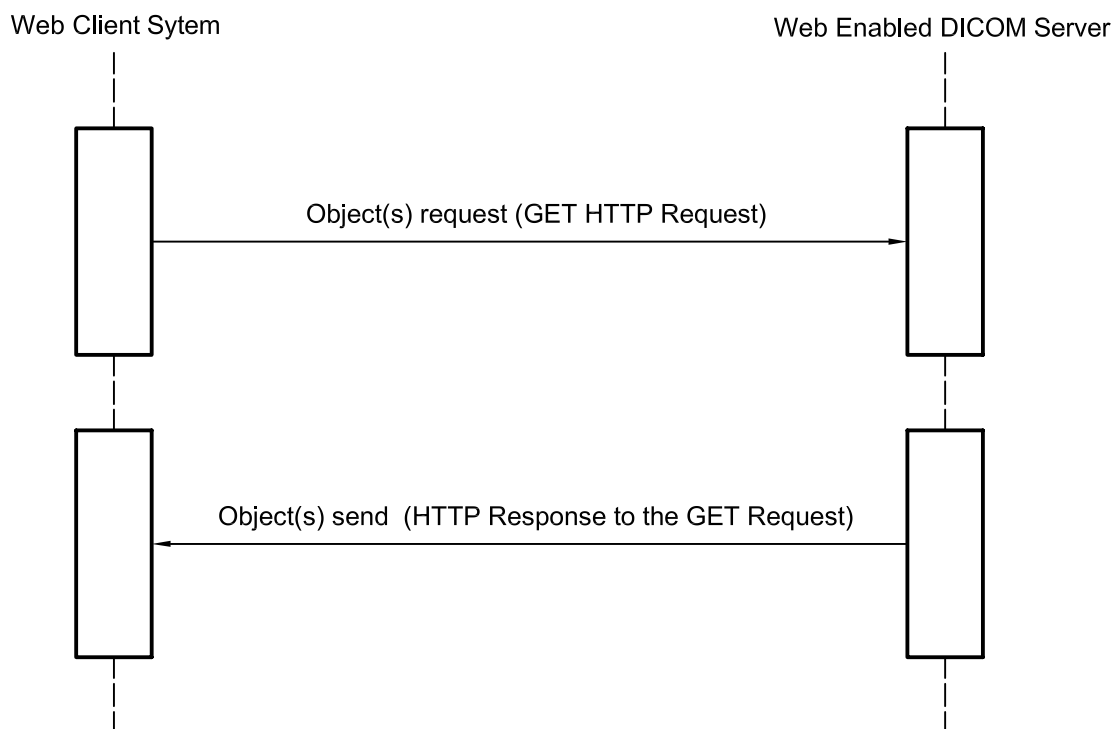 Web Client Sytem
Web Enabled DICOM Server
Object(s) request (GET HTTP Request)
Object(s) send (HTTP Response to the GET Request)